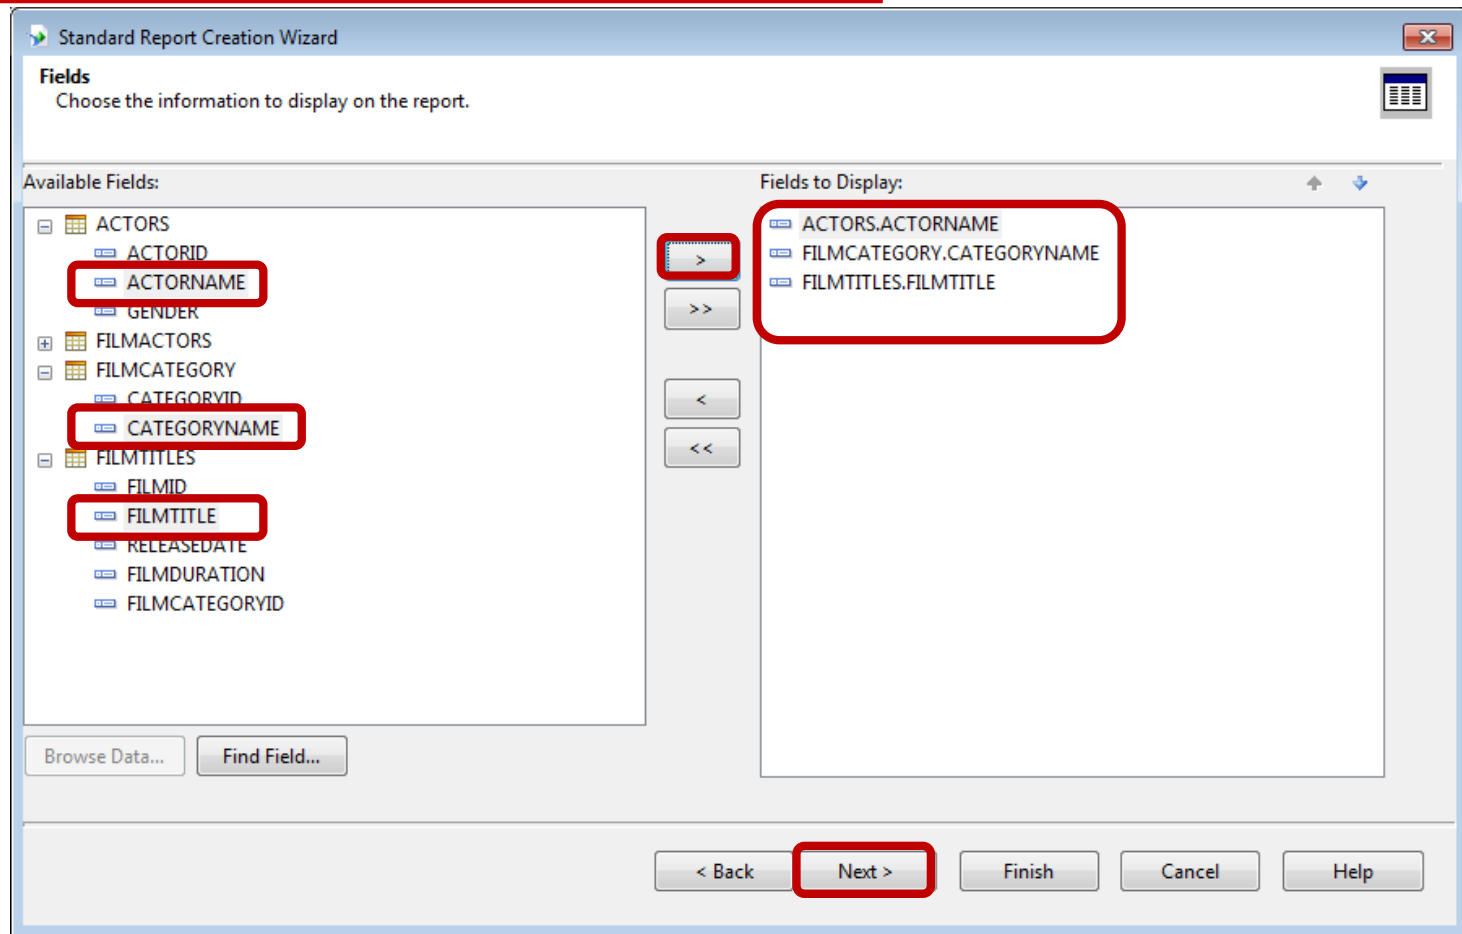 Standard Report Creation Wizard
Fields
Choose the information to display on the report.
Available Fields:
ACTORS
ACTORID
ACTORNAME
GENDER
FILMACTORS
FILMCATEGORY
CATEGORYID
CATEGORYNAME
FILMTITLES
FILMID
FILMTITLE
RELEASEDATE
FILMDURATION
FILMCATEGORYID
>
>>
<
<<
Fields to Display:
ACTORS.ACTORNAME
FILMCATEGORY.CATEGORYNAME
FILMTITLES.FILMTITLE
Browse Data... Find Field...
< Back Next > Finish Cancel Help